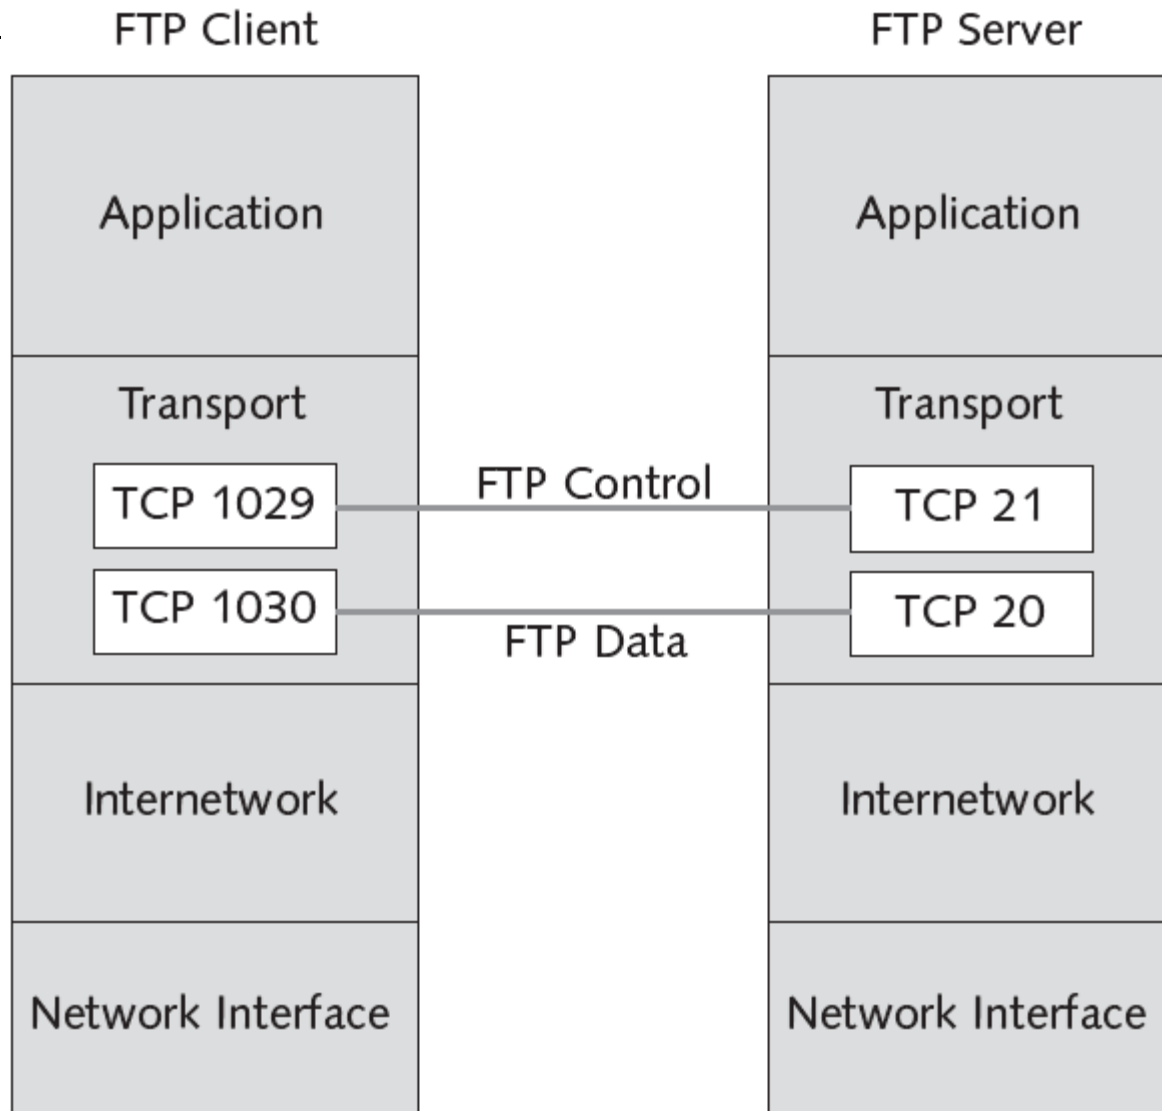 FTP Client
FTP Server
Application
Application
Transport
Transport
TCP 1029
FTP Control
TCP 21
TCP 1030
FTP Data
TCP 20
Internetwork
Internetwork
Network Interface
Network Interface